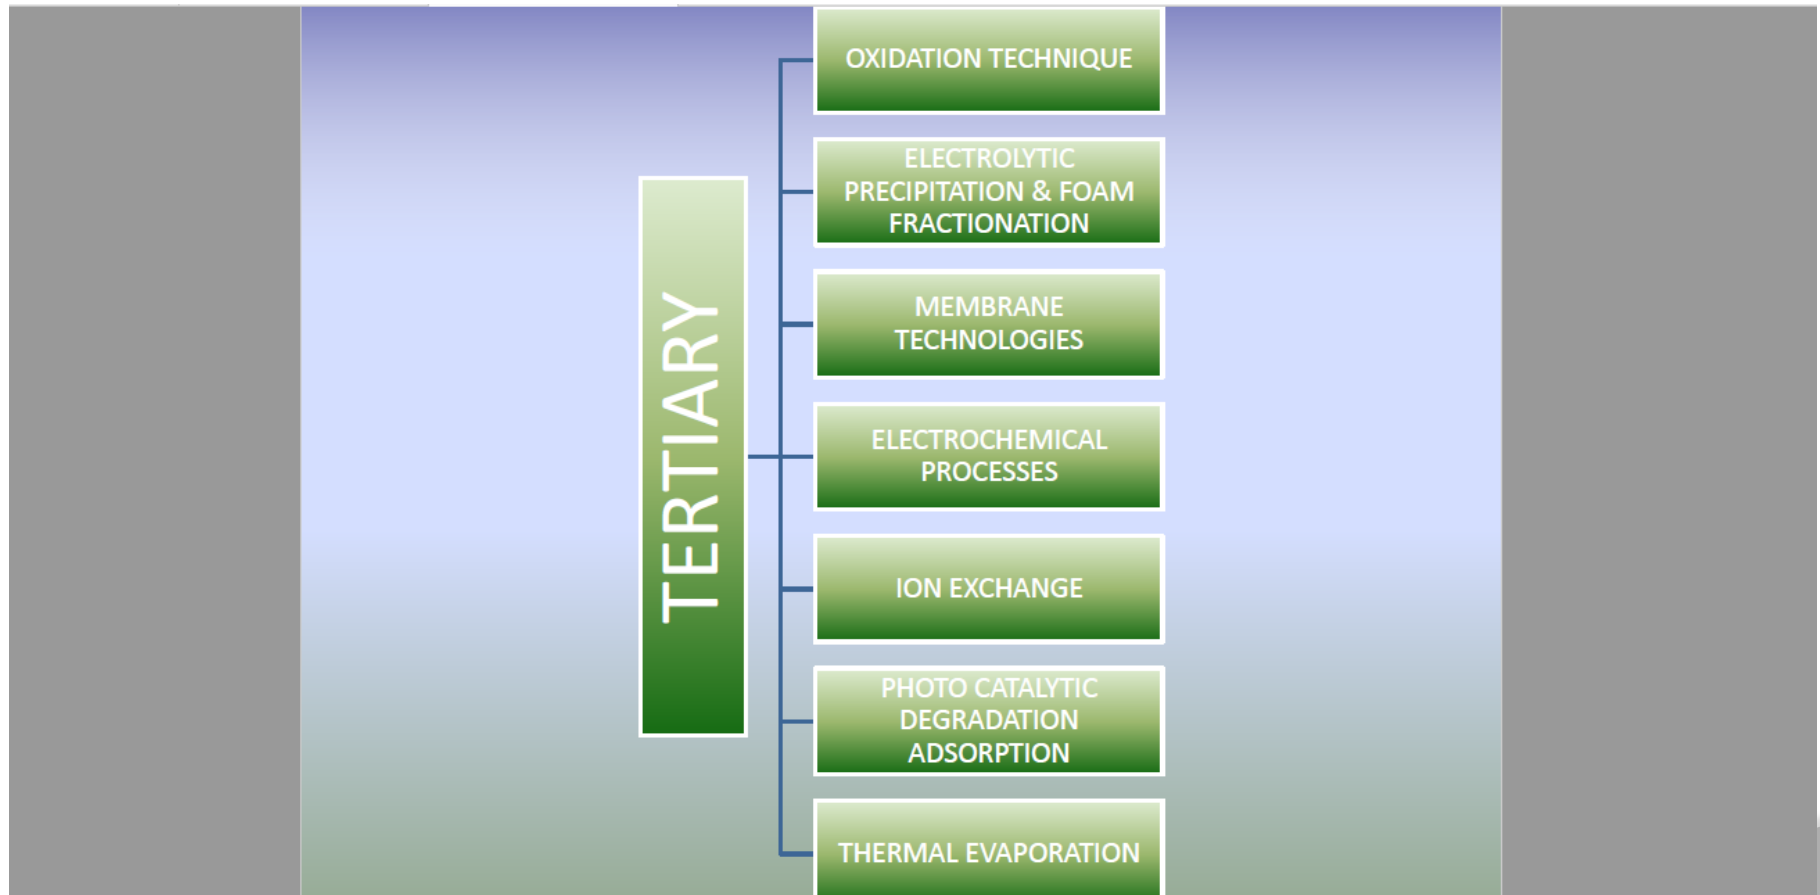 TERTIARY
OXIDATION TECHNIQUE
ELECTROLYTIC
PRECIPITATION & FOAM
FRACTIONATION
MEMBRANE
TECHNOLOGIES
ELECTROCHEMICAL
PROCESSES
ION EXCHANGE
PHOTO CATALYTIC
DEGRADATION
ADSORPTION
THERMAL EVAPORATION